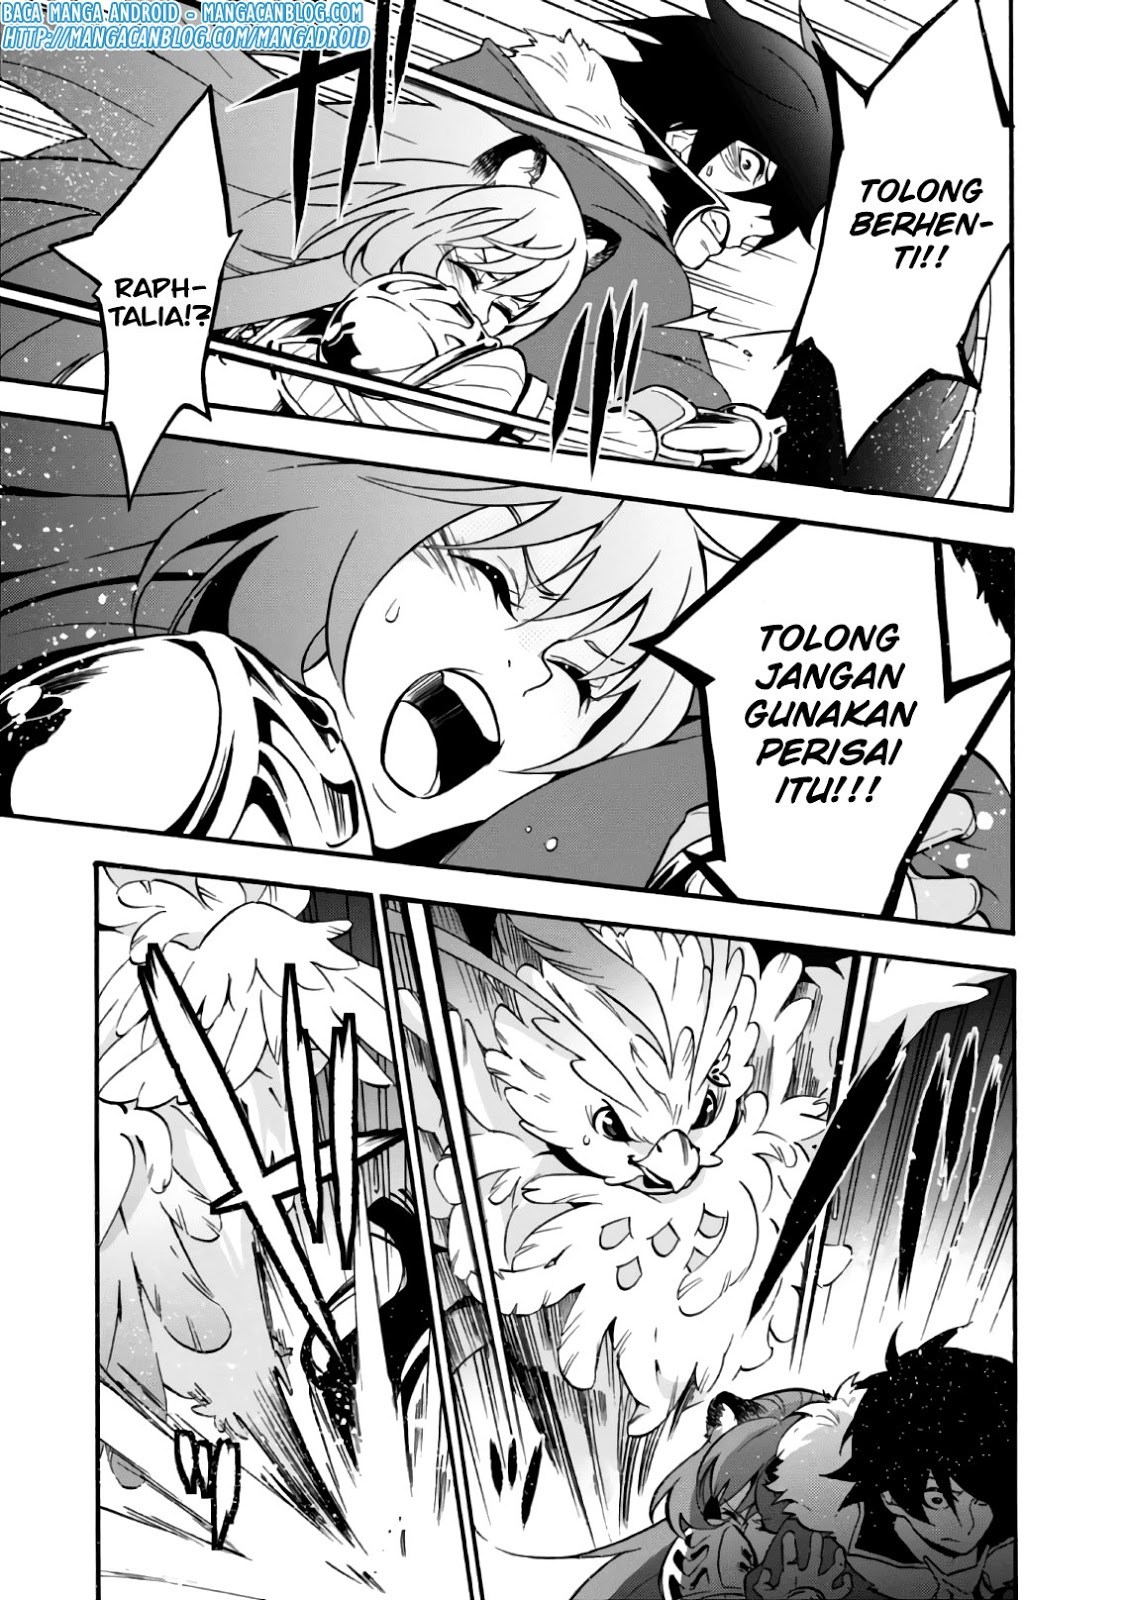 BACA MANGA ANDROID - MANGACANBLOG.COM
HTTP://MANGACANBLOG.COM/MANGADROID
TOLONG
BERHEN-
TI!!
RAPH-
TALIA!?
TOLONG
JANGAN
GUNAKAN
PERISAI
ITU!!!